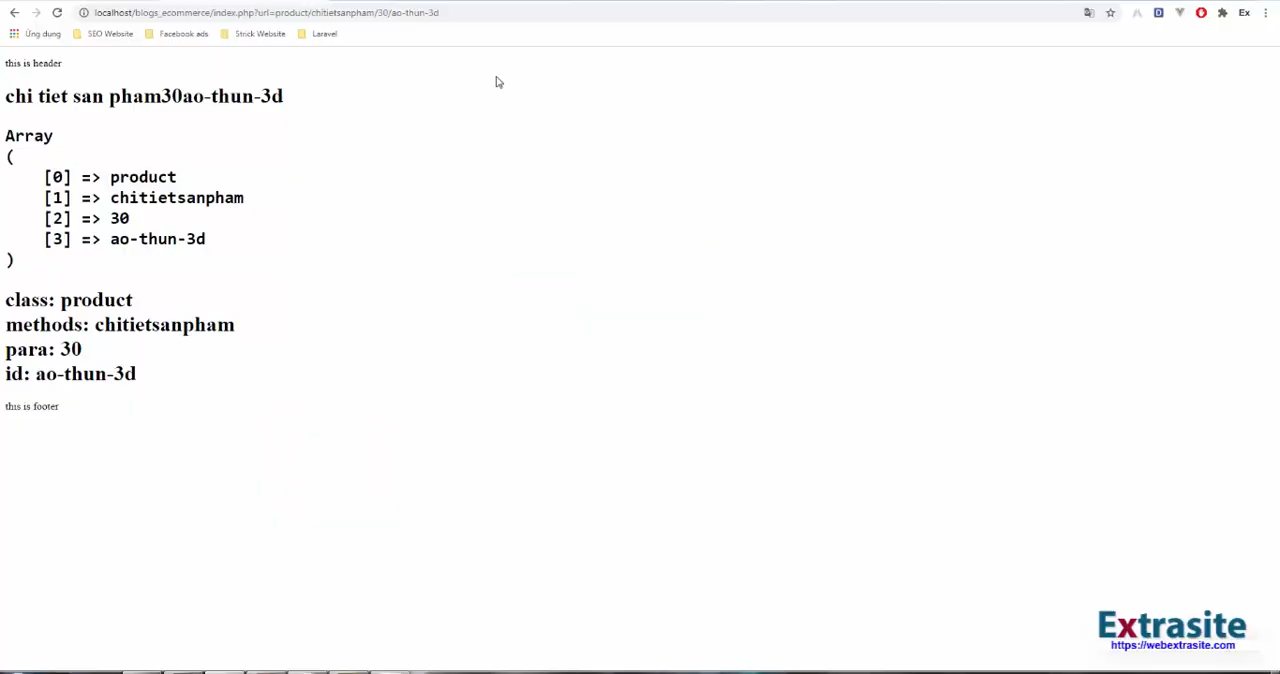 localhost/blogs_ecommerce/index.php?url=product/chitietsanpham/30/ao-thun-3d
Ex
Ứng dụng
SEO Website
Facebook ads
Strick Website
Laravel
this is header
chi tiet san pham30ao-thun-3d
Array
(
[0] => product
[1] => chitietsanpham
[2] => 30
[3] => ao-thun-3d
)
class: product
methods: chitietsanpham
para: 30
id: ao-thun-3d
this is footer
Extrasite
https://webextrasite.com